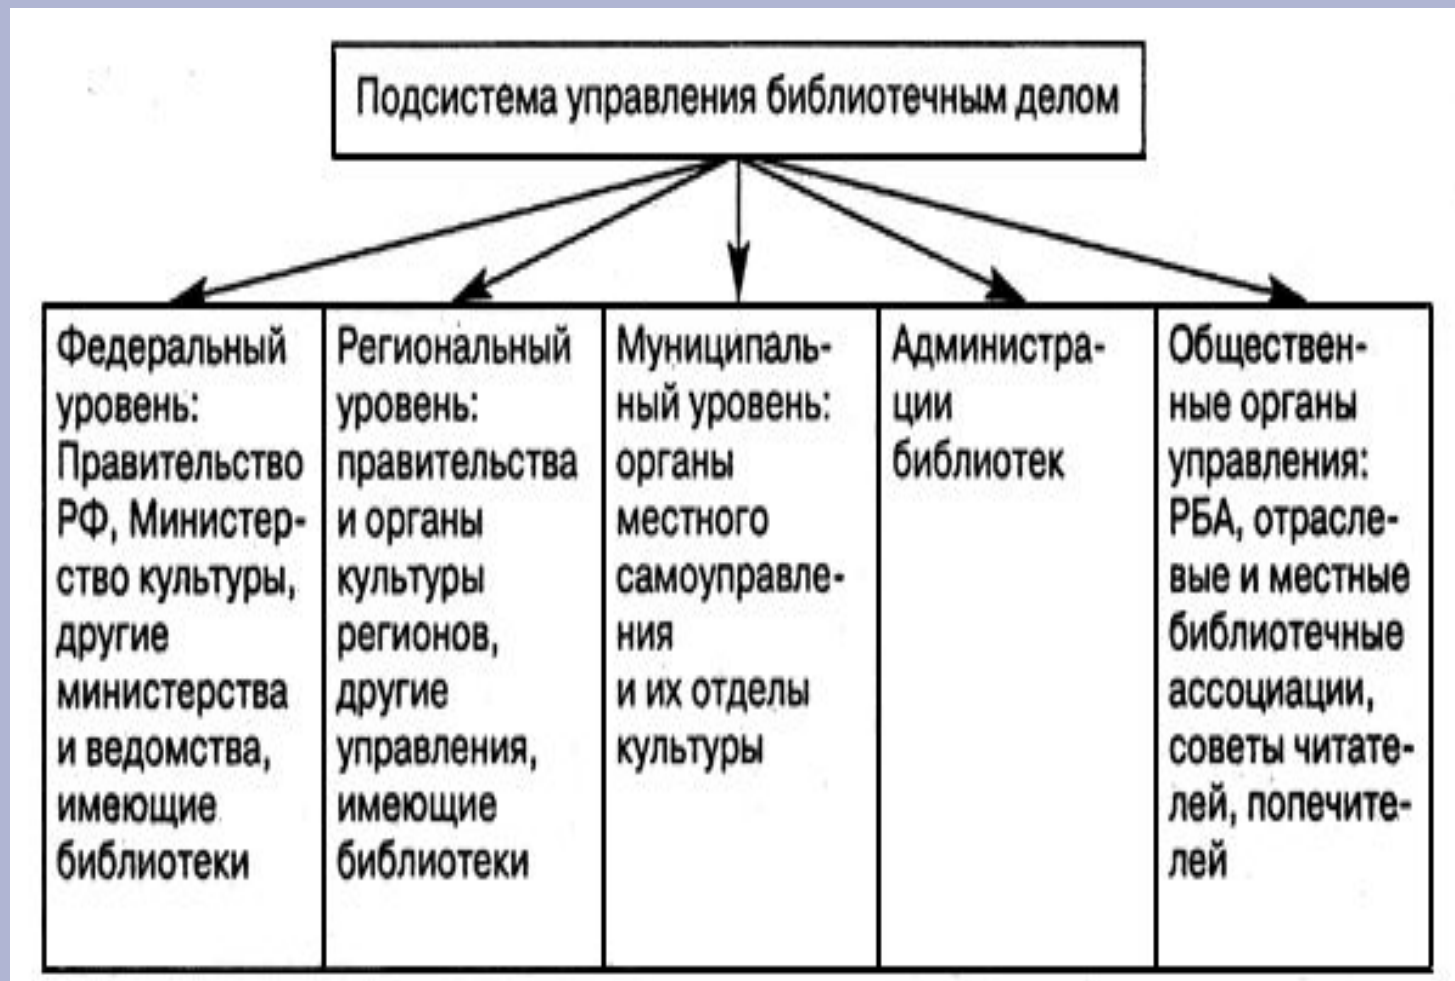 Подсистема управления библиотечным делом
Федеральный
уровень:
Правительство
РФ, Министер-
ство культуры,
другие
министерства
и ведомства,
имеющие
библиотеки
Региональный
уровень:
правительства
и органы
культуры
регионов,
другие
управления,
имеющие
библиотеки
Муниципаль-
ный уровень:
органы
местного
самоуправле-
ния
и их отделы
культуры
Администра-
ции
библиотек
Обществен-
ные органы
управления:
РБА, отрасле-
вые и местные
библиотечные
ассоциации,
советы читате-
лей, попечите-
лей